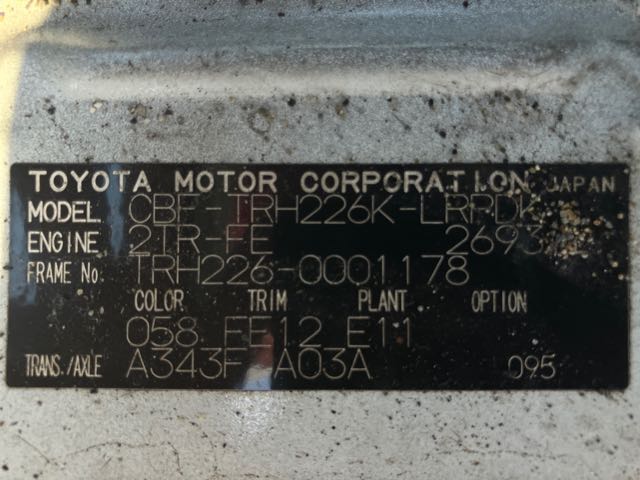 TOYOTA MOTOR CORPORATION JAPAN
MODEL CBF-TRH226K-LRPDK
ENGINE 2TR-FE 2693
FRAME No. TRH226-0001178
COLOR TRIM PLANT OPTION
058 FE12 E11
TRANS./AXLE A343F A03A 095